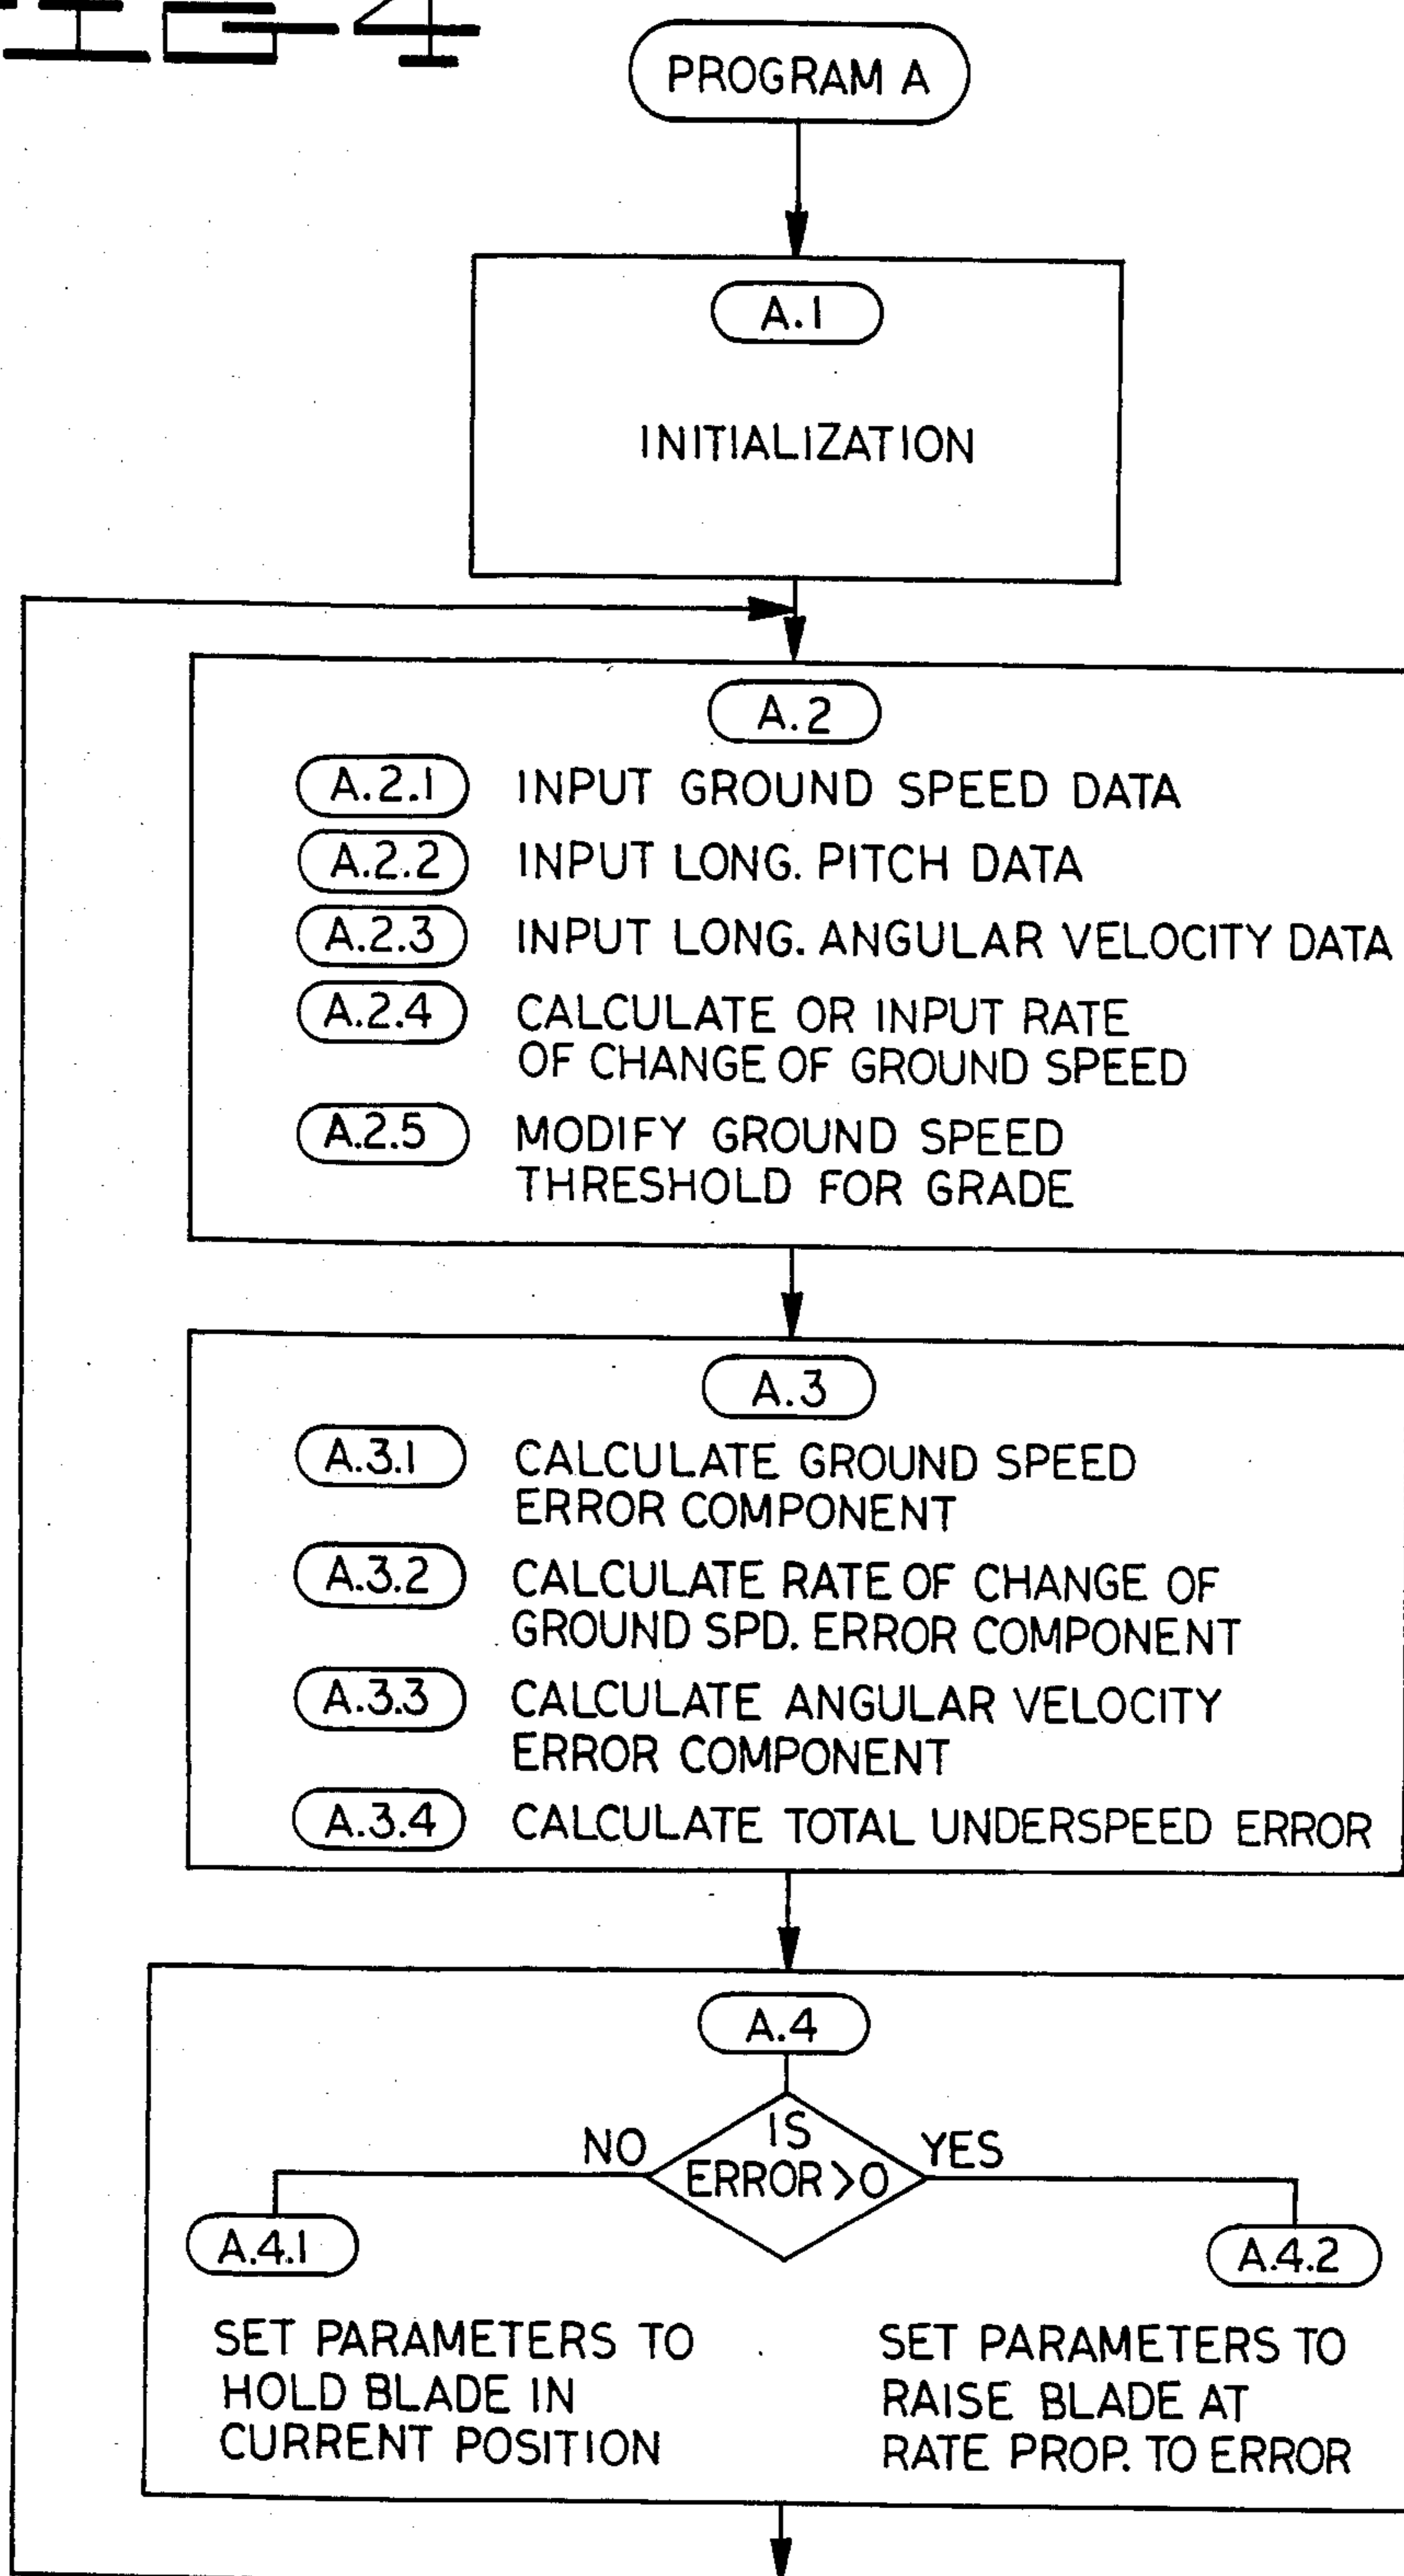 PROGRAM A
A.1
INITIALIZATION
A.2
A.2.1 INPUT GROUND SPEED DATA
A.2.2 INPUT LONG. PITCH DATA
A.2.3 INPUT LONG. ANGULAR VELOCITY DATA
A.2.4 CALCULATE OR INPUT RATE
OF CHANGE OF GROUND SPEED
A.2.5 MODIFY GROUND SPEED
THRESHOLD FOR GRADE
A.3
A.3.1 CALCULATE GROUND SPEED
ERROR COMPONENT
A.3.2 CALCULATE RATE OF CHANGE OF
GROUND SPD. ERROR COMPONENT
A.3.3 CALCULATE ANGULAR VELOCITY
ERROR COMPONENT
A.3.4 CALCULATE TOTAL UNDERSPEED ERROR
A.4
IS
ERROR >0
NO
YES
A.4.1
SET PARAMETERS TO
HOLD BLADE IN
CURRENT POSITION
A.4.2
SET PARAMETERS TO
RAISE BLADE AT
RATE PROP. TO ERROR